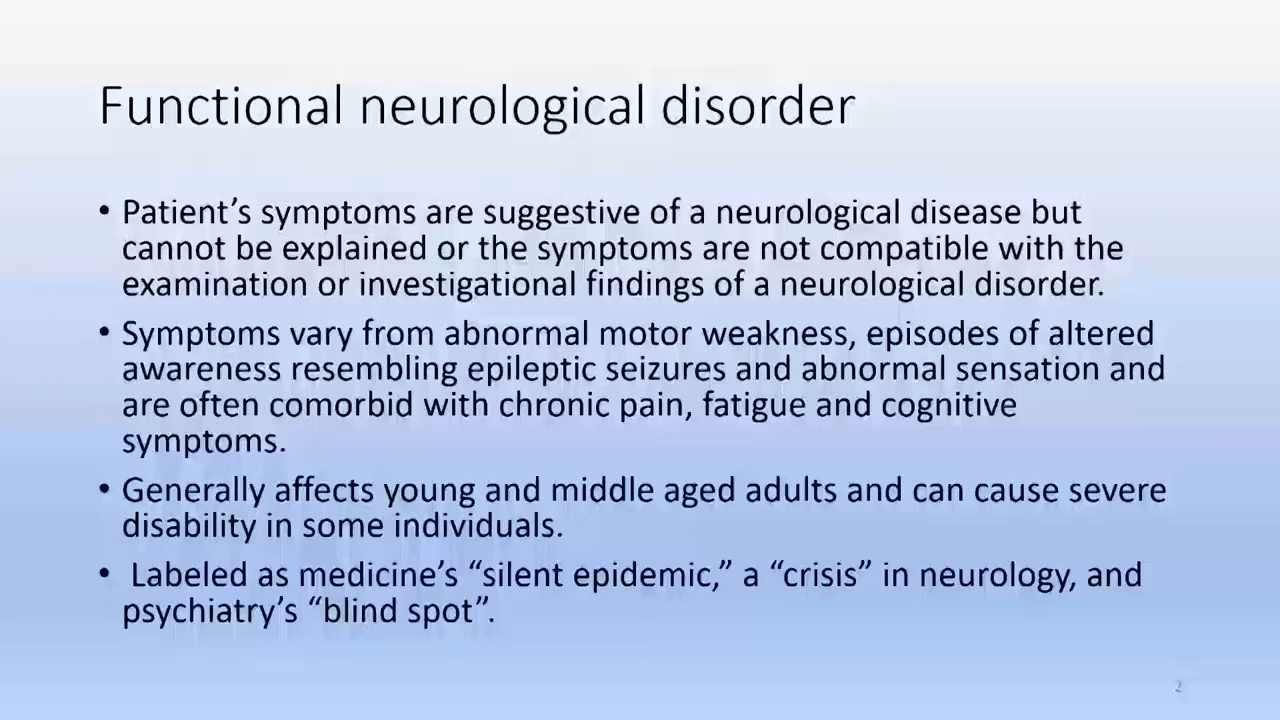 Functional neurological disorder
• Patient’s symptoms are suggestive of a neurological disease but
cannot be explained or the symptoms are not compatible with the
examination or investigational findings of a neurological disorder.
• Symptoms vary from abnormal motor weakness, episodes of altered
awareness resembling epileptic seizures and abnormal sensation and
are often comorbid with chronic pain, fatigue and cognitive
symptoms.
• Generally affects young and middle aged adults and can cause severe
disability in some individuals.
• Labeled as medicine’s “silent epidemic,” a “crisis” in neurology, and
psychiatry’s “blind spot”.
2